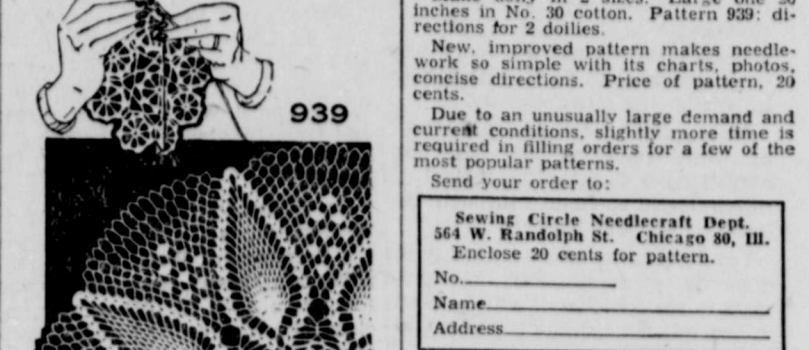 939
inches in No. 30 cotton. Pattern 939: di-
rections for 2 doilies.
New, improved pattern makes needle-
work so simple with its charts, photos,
concise directions. Price of pattern, 20
cents.
Due to an unusually large demand and
current conditions, slightly more time is
required in filling orders for a few of the
most popular patterns.
Send your order to:
Sewing Circle Needlecraft Dept.
564 W. Randolph St. Chicago 80, Ill.
Enclose 20 cents for pattern.
No.
Name
Address